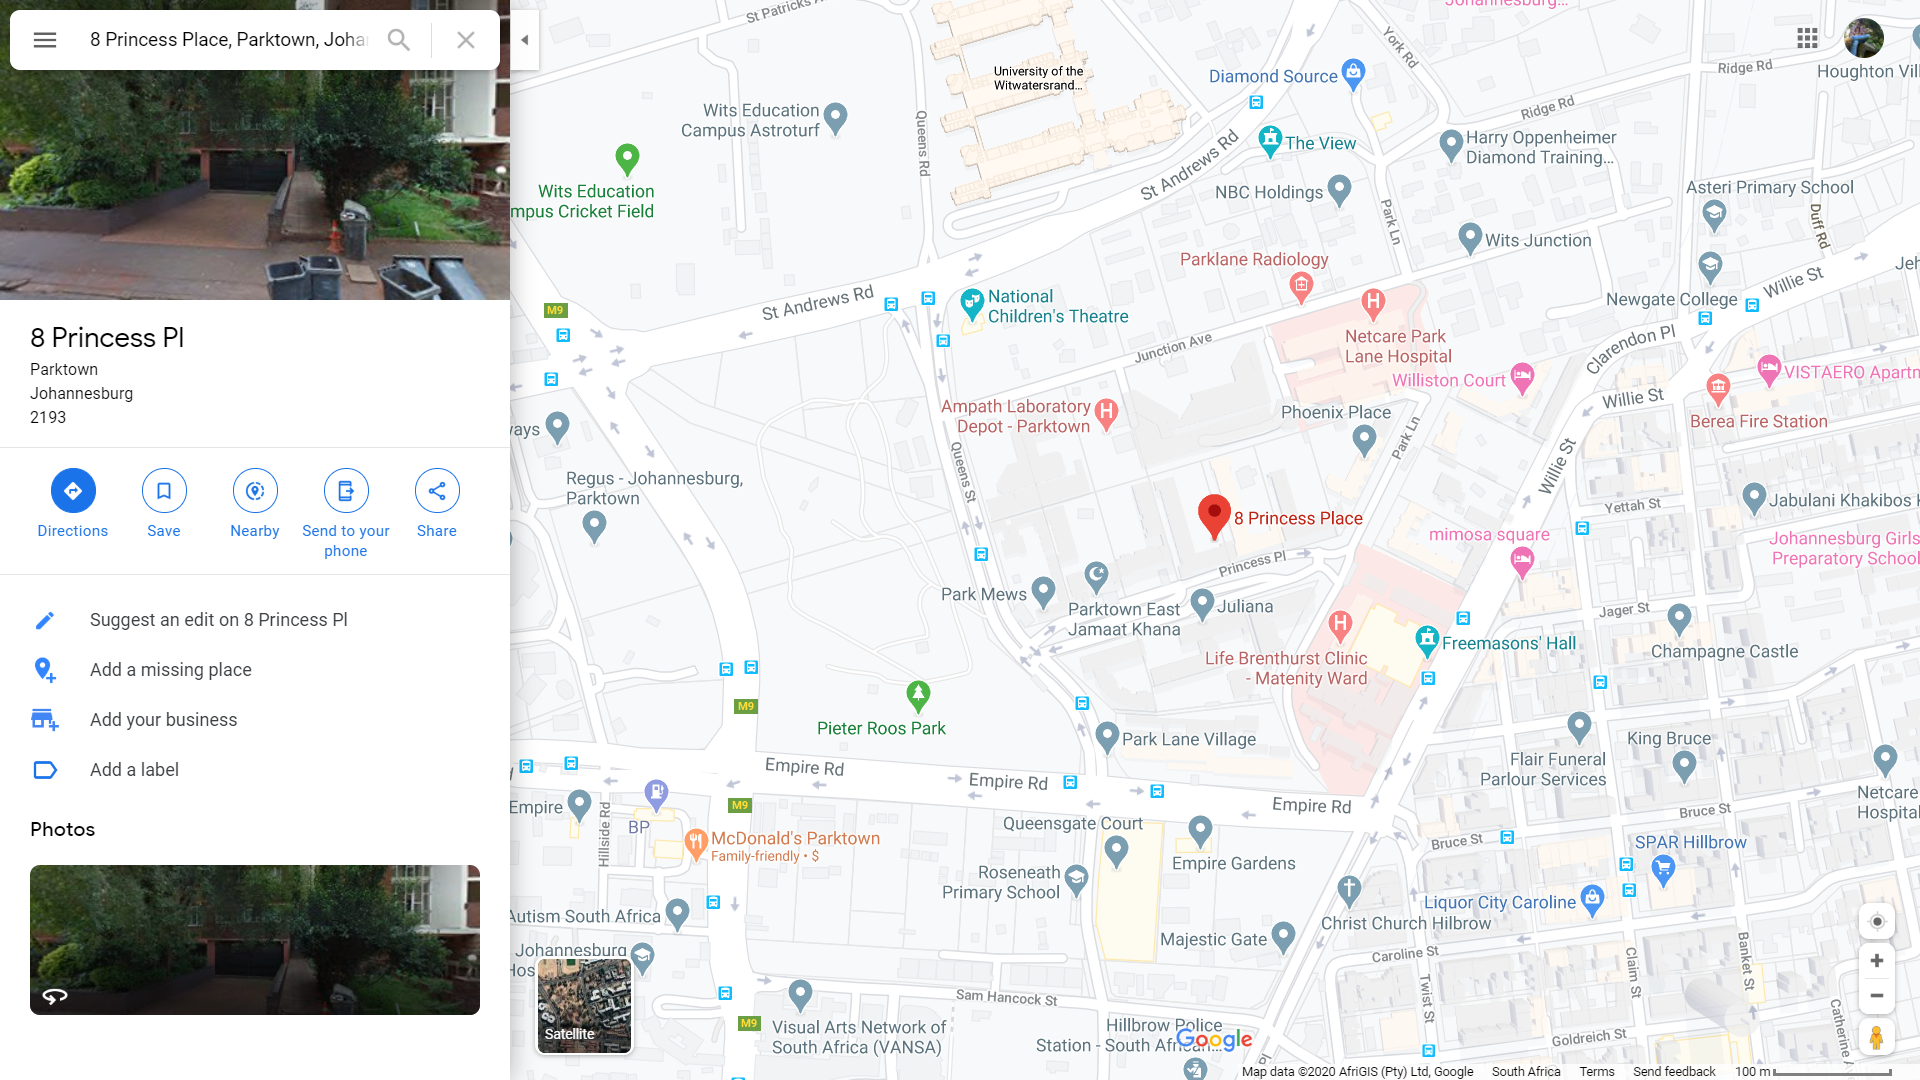 8 Princess Place, Parktown, Joha
8 Princess Pl
Parktown
Johannesburg
2193
Directions
Save
Nearby
Send to your
phone
Share
Suggest an edit on 8 Princess Pl
Add a missing place
Add your business
Add a label
Photos
St Patricks
Johannesburg...
University of the
Witwatersrand...
York Rd
Diamond Source
Ridge Rd
Houghton Vil
Wits Education
Campus Astroturf
Queens Rd
Ridge Rd
The View
Harry Oppenheimer
Diamond Training...
St Andrews Rd
Wits Education
mpus Cricket Field
NBC Holdings
Asteri Primary School
Park Ln
Duff Rd
Wits Junction
Parklane Radiology
Jeh
Willie St
Newgate College
National
Children's Theatre
St Andrews Rd
M9
Netcare Park
Lane Hospital
Junction Ave
Clarendon Pl
Williston Court
VISTAERO Apartm
Willie St
Ampath Laboratory
Depot - Parktown
Phoenix Place
Berea Fire Station
ways
Park Ln
Queens St
Willie St
Regus - Johannesburg,
Parktown
Jabulani Khakibos K
Yettah St
8 Princess Place
mimosa square
Johannesburg Girls
Preparatory School
Princess Pl
Park Mews
Parktown East
Jamaat Khana
Juliana
Jager St
Freemasons' Hall
Champagne Castle
Life Brenthurst Clinic
- Matenity Ward
M9
Pieter Roos Park
Park Lane Village
King Bruce
Flair Funeral
Parlour Services
Empire Rd
Empire Rd
Empire Rd
Netcare
Hospital
Bruce St
Bruce St
Empire
M9
BP
Hillside Rd
McDonald's Parktown
Family-friendly • $
Queensgate Court
Empire Gardens
SPAR Hillbrow
Roseneath
Primary School
Liquor City Caroline
Christ Church Hillbrow
Autism South Africa
Majestic Gate
Johannesburg
Hos
Caroline St
Claim St
Banket St
Twist St
Catherine A
Sam Hancock St
Satellite
M9
Visual Arts Network of
South Africa (VANSA)
Hillbrow Police
Station - South African...
Goldreich St
Pl
Google
Map data ©2020 AfriGIS (Pty) Ltd, Google
South Africa
Terms
Send feedback
100 m